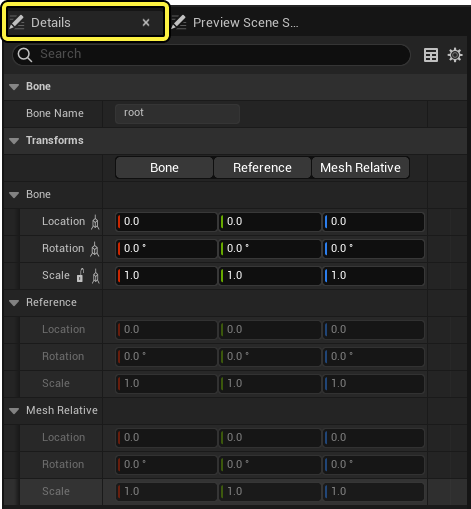 Details × Preview Scene S...
Search
Bone
Bone Name root
Transforms
Bone Reference Mesh Relative
Bone
Location 0.0 0.0 0.0
Rotation 0.0 ° 0.0 ° 0.0 °
Scale 1.0 1.0 1.0
Reference
Location 0.0 0.0 0.0
Rotation 0.0 ° 0.0 ° 0.0 °
Scale 1.0 1.0 1.0
Mesh Relative
Location 0.0 0.0 0.0
Rotation 0.0 ° 0.0 ° 0.0 °
Scale 1.0 1.0 1.0